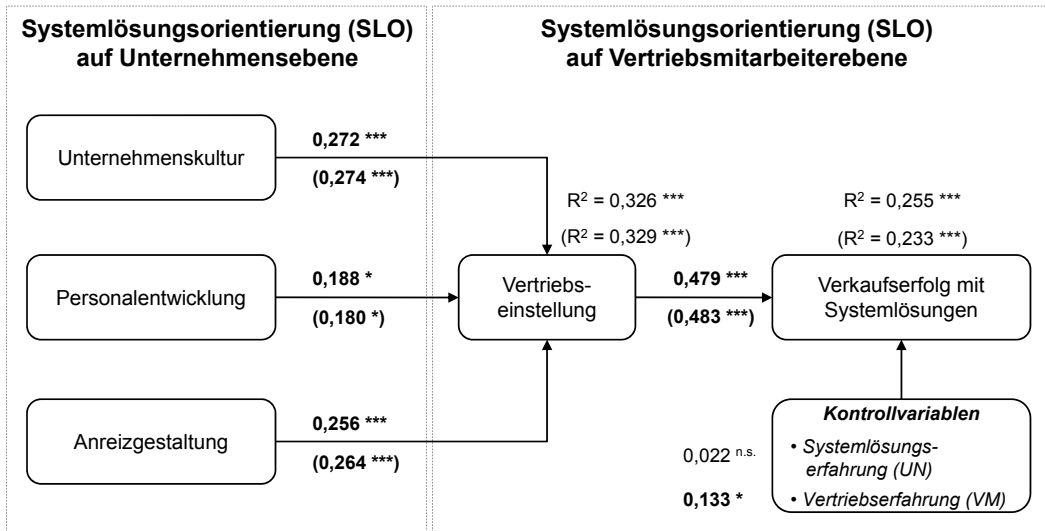 Systemlösungsorientierung (SLO)
auf Unternehmensebene
Systemlösungsorientierung (SLO)
auf Vertriebsmitarbeiterebene
Unternehmenskultur
0,272 ***
(0,274 ***)
R² = 0,326 ***
(R² = 0,329 ***)
R² = 0,255 ***
(R² = 0,233 ***)
Personalentwicklung
0,188 *
(0,180 *)
Vertriebs-
einstellung
0,479 ***
(0,483 ***)
Verkaufserfolg mit
Systemlösungen
Anreizgestaltung
0,256 ***
(0,264 ***)
Kontrollvariablen
0,022 n.s.
• Systemlösungs-
erfahrung (UN)
0,133 *
• Vertriebserfahrung (VM)